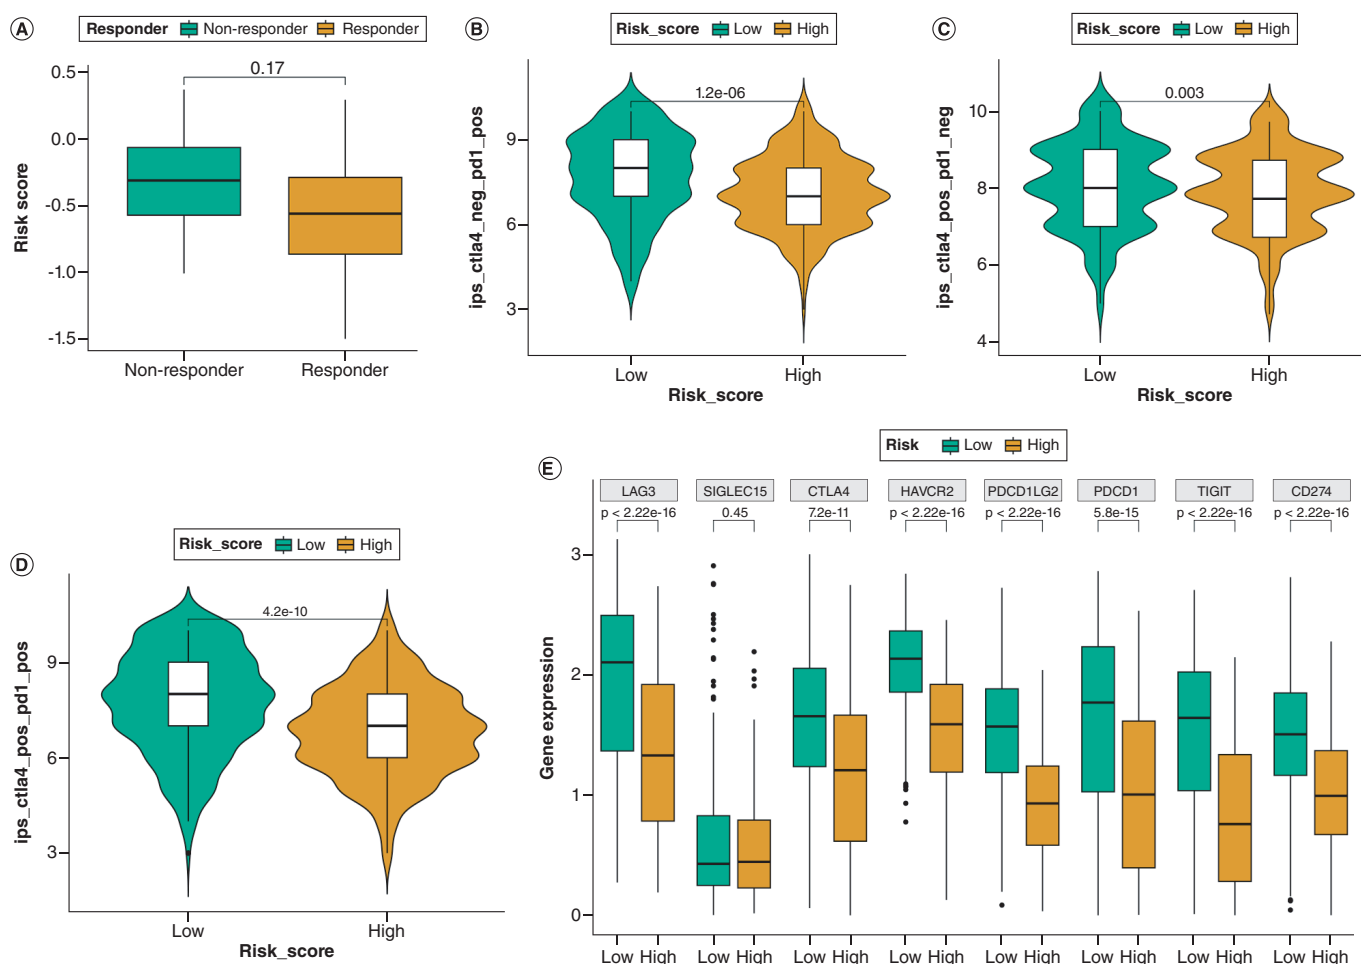 A
Responder Non-responder Responder
0.17
0.5
0.0
-0.5
-1.0
-1.5
Risk score
Non-responder Responder
B
Risk_score Low High
1.2e-06
9
6
3
ips_ctla4_neg_pd1_pos
Low High
Risk_score
C
Risk_score Low High
0.003
10
8
6
4
ips_ctla4_pos_pd1_neg
Low High
Risk_score
D
Risk_score Low High
4.2e-10
9
6
3
ips_ctla4_pos_pd1_pos
Low High
Risk_score
E
Risk Low High
LAG3 SIGLEC15 CTLA4 HAVCR2 PDCD1LG2 PDCD1 TIGIT CD274
p < 2.22e-16 0.45 7.2e-11 p < 2.22e-16 p < 2.22e-16 5.8e-15 p < 2.22e-16 p < 2.22e-16
3
2
1
0
Gene expression
Low High Low High Low High Low High Low High Low High Low High Low High